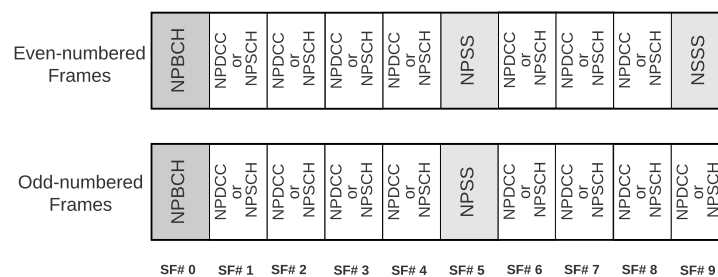 Even-numbered
Frames
NPBCH
NPDCC
or
NPSCH
NPDCC
or
NPSCH
NPDCC
or
NPSCH
NPDCC
or
NPSCH
NPSS
NPDCC
or
NPSCH
NPDCC
or
NPSCH
NPDCC
or
NPSCH
NSSS
Odd-numbered
Frames
NPBCH
NPDCC
or
NPSCH
NPDCC
or
NPSCH
NPDCC
or
NPSCH
NPDCC
or
NPSCH
NPSS
NPDCC
or
NPSCH
NPDCC
or
NPSCH
NPDCC
or
NPSCH
NPDCC
or
NPSCH
SF# 0 SF# 1 SF# 2 SF# 3 SF# 4 SF# 5 SF# 6 SF# 7 SF# 8 SF# 9